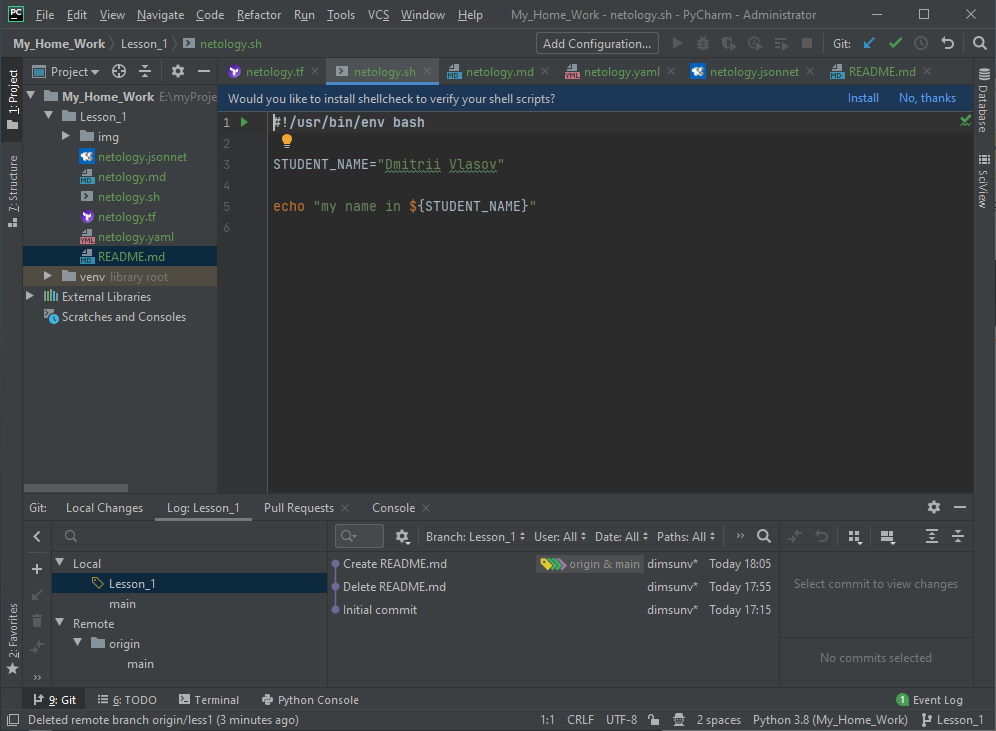 PC File Edit View Navigate Code Refactor Run Tools VCS Window Help My_Home_Work - netology.sh - PyCharm - Administrator
My_Home_Work Lesson_1 netology.sh Add Configuration... Git:
1: Project
Project
netology.tf netology.sh netology.md netology.yaml netology.jsonnet README.md
Would you like to install shellcheck to verify your shell scripts? Install No, thanks
My_Home_Work E:\myProje
Lesson_1
img
netology.jsonnet
netology.md
netology.sh
netology.tf
netology.yaml
README.md
venv library root
External Libraries
Scratches and Consoles
7: Structure
2: Favorites
1 #!/usr/bin/env bash
2
3 STUDENT_NAME="Dmitrii Vlasov"
4
5 echo "my name in ${STUDENT_NAME}"
6
Database
SciView
Git: Local Changes Log: Lesson_1 Pull Requests Console
Branch: Lesson_1 User: All Date: All Paths: All
Local
Lesson_1
main
Remote
origin
main
Create README.md origin & main dimsunv* Today 18:05
Delete README.md dimsunv* Today 17:55
Initial commit dimsunv* Today 17:15
Select commit to view changes
No commits selected
9: Git 6: TODO Terminal Python Console 1 Event Log
Deleted remote branch origin/less1 (3 minutes ago) 1:1 CRLF UTF-8 2 spaces Python 3.8 (My_Home_Work) Lesson_1